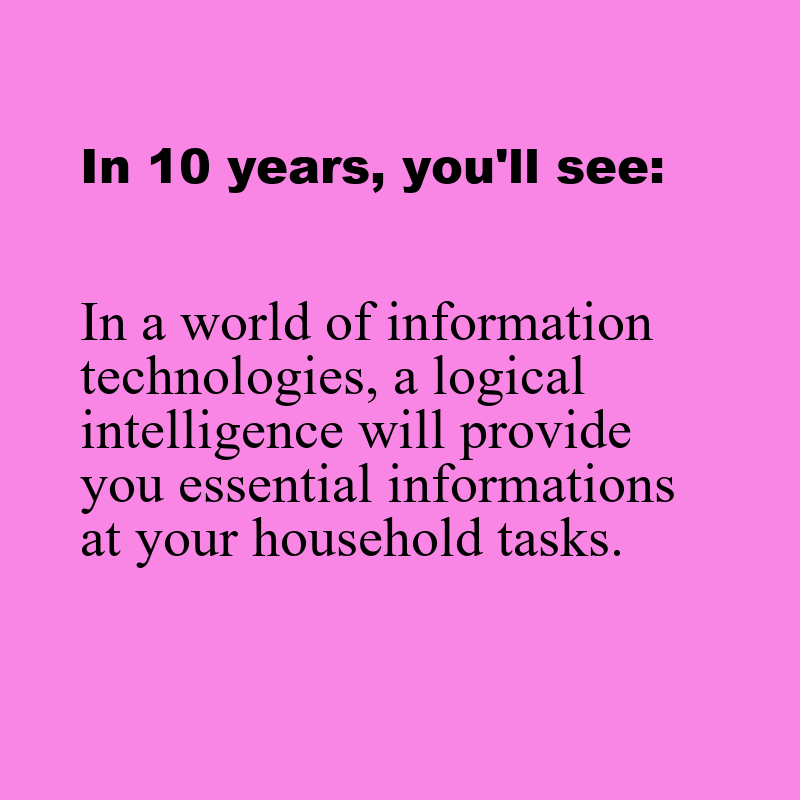 In 10 years, you'll see:
In a world of information
technologies, a logical
intelligence will provide
you essential informations
at your household tasks.